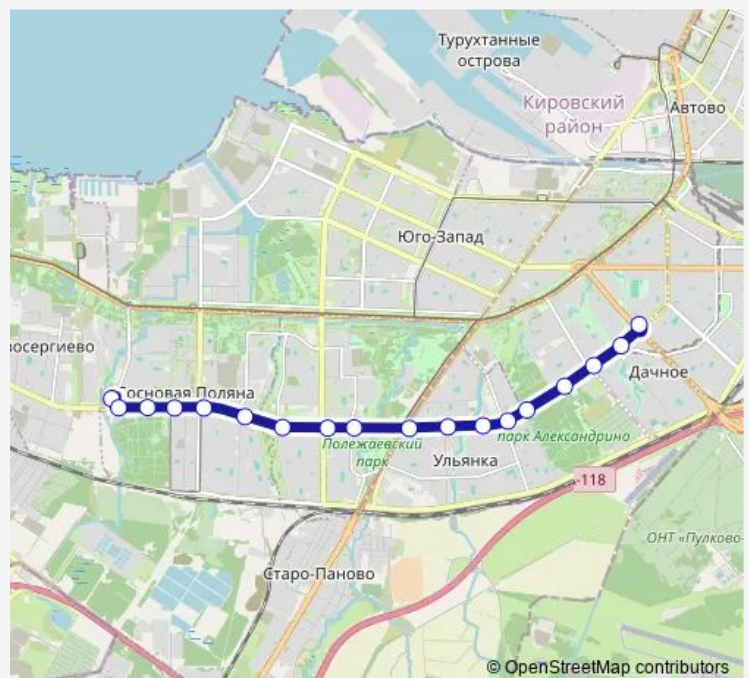 Турухтанные
острова
Кировский
район
Автово
Юго-Запад
восергиево
Сосновая Поляна
Дачное
Полежаевский
парк
парк Александрино
Ульянка
-118
ОНТ «Пулково-
Старо-Паново
© OpenStreetMap contributors